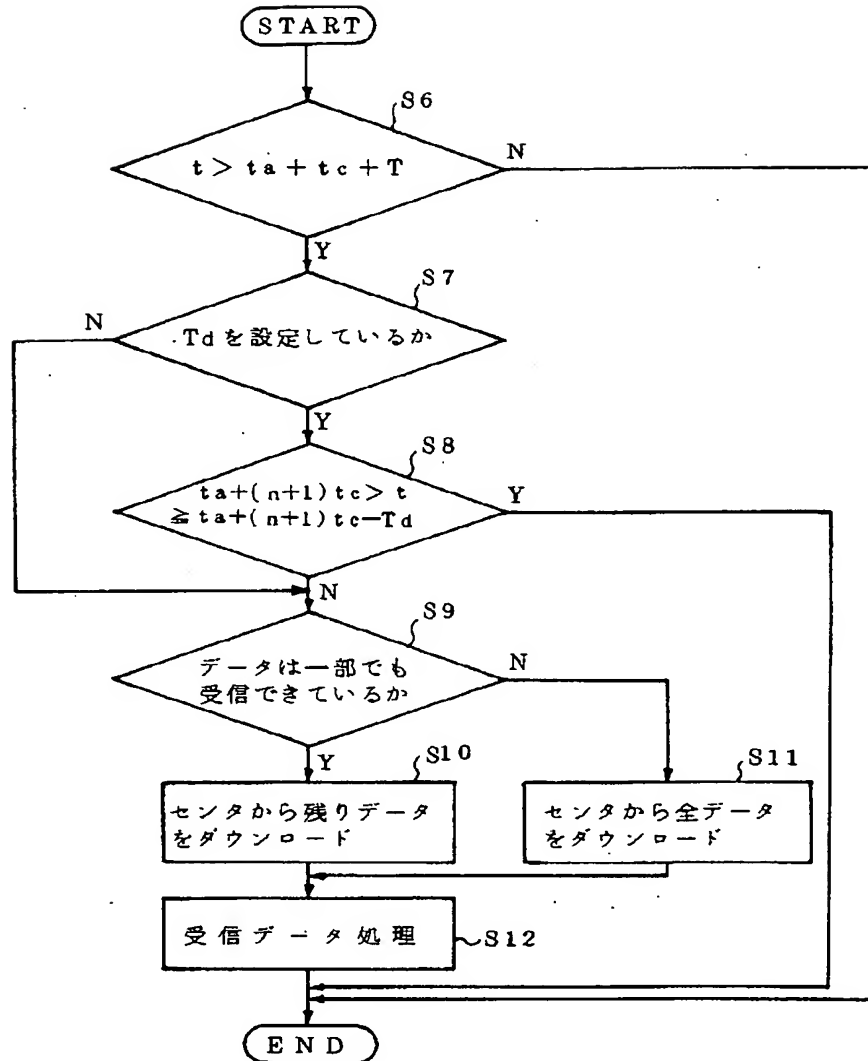 START
S6
t > ta + tc + T
N
Y
S7
N
Tdを設定しているか
Y
S8
ta+(n+1)tc>t
≧ta+(n+1)tc−Td
Y
N
S9
データは一部でも
受信できているか
N
Y
S10
センタから残りデータ
をダウンロード
S11
センタから全データ
をダウンロード
受信データ処理
S12
END